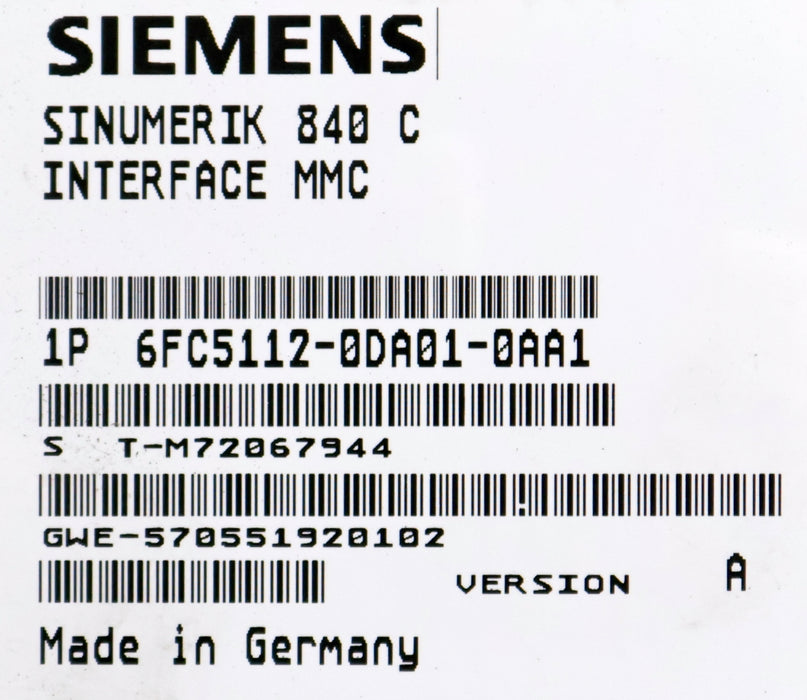 SIEMENS
SINUMERIK 840 C
INTERFACE MMC
1P 6FC5112-0DA01-0AA1
S T-M72067944
GWE-570551920102
VERSION A
Made in Germany